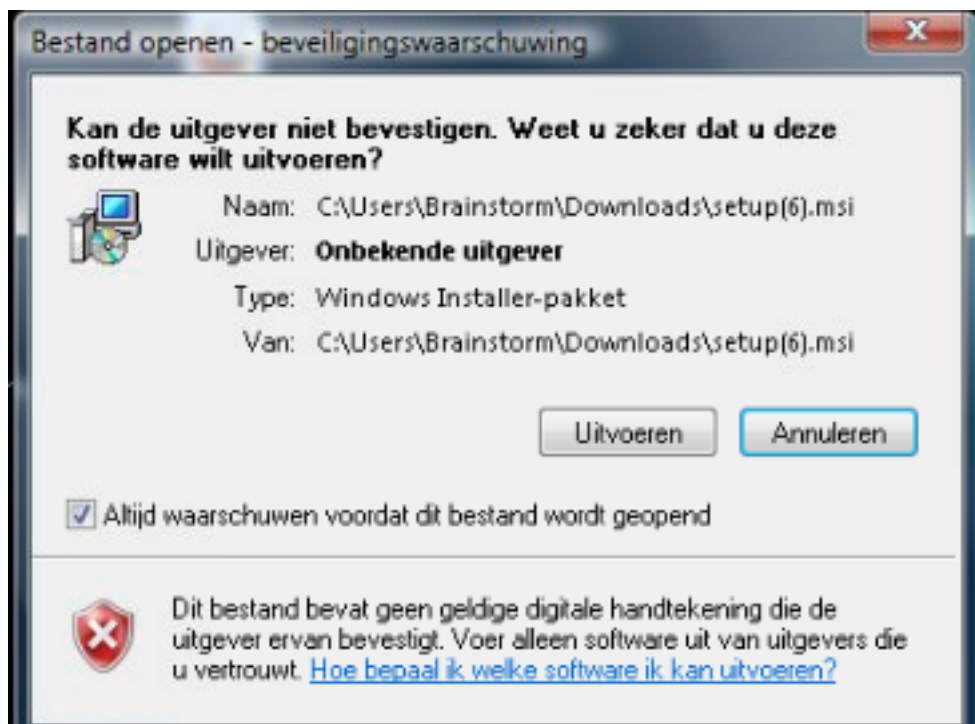 Bestand openen - beveiligingswaarschuwing
Kan de uitgever niet bevestigen. Weet u zeker dat u deze
software wilt uitvoeren?
Naam: C:\Users\Brainstorm\Downloads\setup(6).msi
Uitgever: Onbekende uitgever
Type: Windows Installer-pakket
Van: C:\Users\Brainstorm\Downloads\setup(6).msi
Uitvoeren Annuleren
Altijd waarschuwen voordat dit bestand wordt geopend
Dit bestand bevat geen geldige digitale handtekening die de
uitgever ervan bevestigt. Voer alleen software uit van uitgevers die
u vertrouwt. Hoe bepaal ik welke software ik kan uitvoeren?